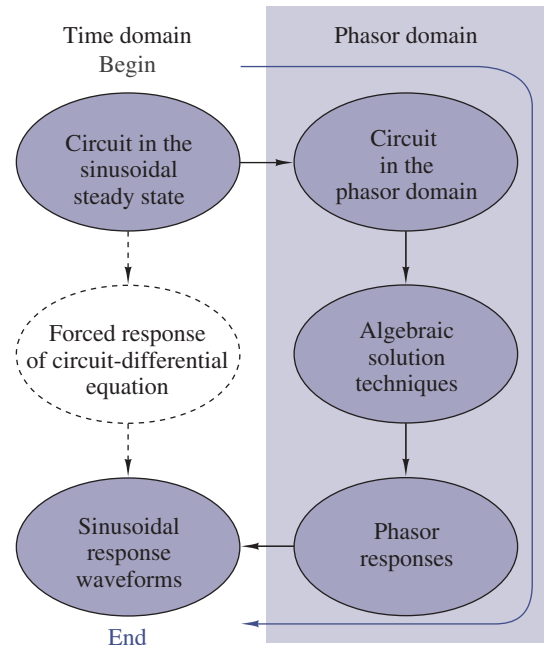 Time domain
Phasor domain
Begin
Circuit in the
sinusoidal
steady state
Circuit
in the
phasor domain
Forced response
of circuit-differential
equation
Algebraic
solution
techniques
Sinusoidal
response
waveforms
Phasor
responses
End